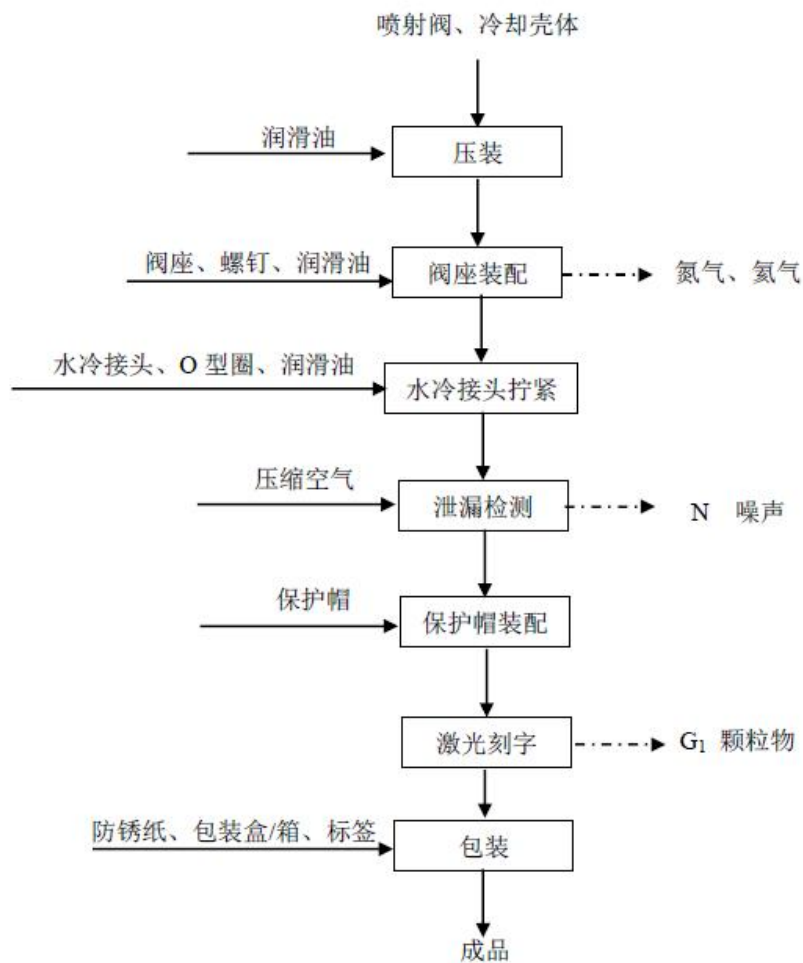 喷射阀、冷却壳体
润滑油
压装
阀座、螺钉、润滑油
阀座装配
氮气、氦气
水冷接头、O 型圈、润滑油
水冷接头拧紧
压缩空气
泄漏检测
N 噪声
保护帽
保护帽装配
激光刻字
G₁ 颗粒物
防锈纸、包装盒/箱、标签
包装
成品